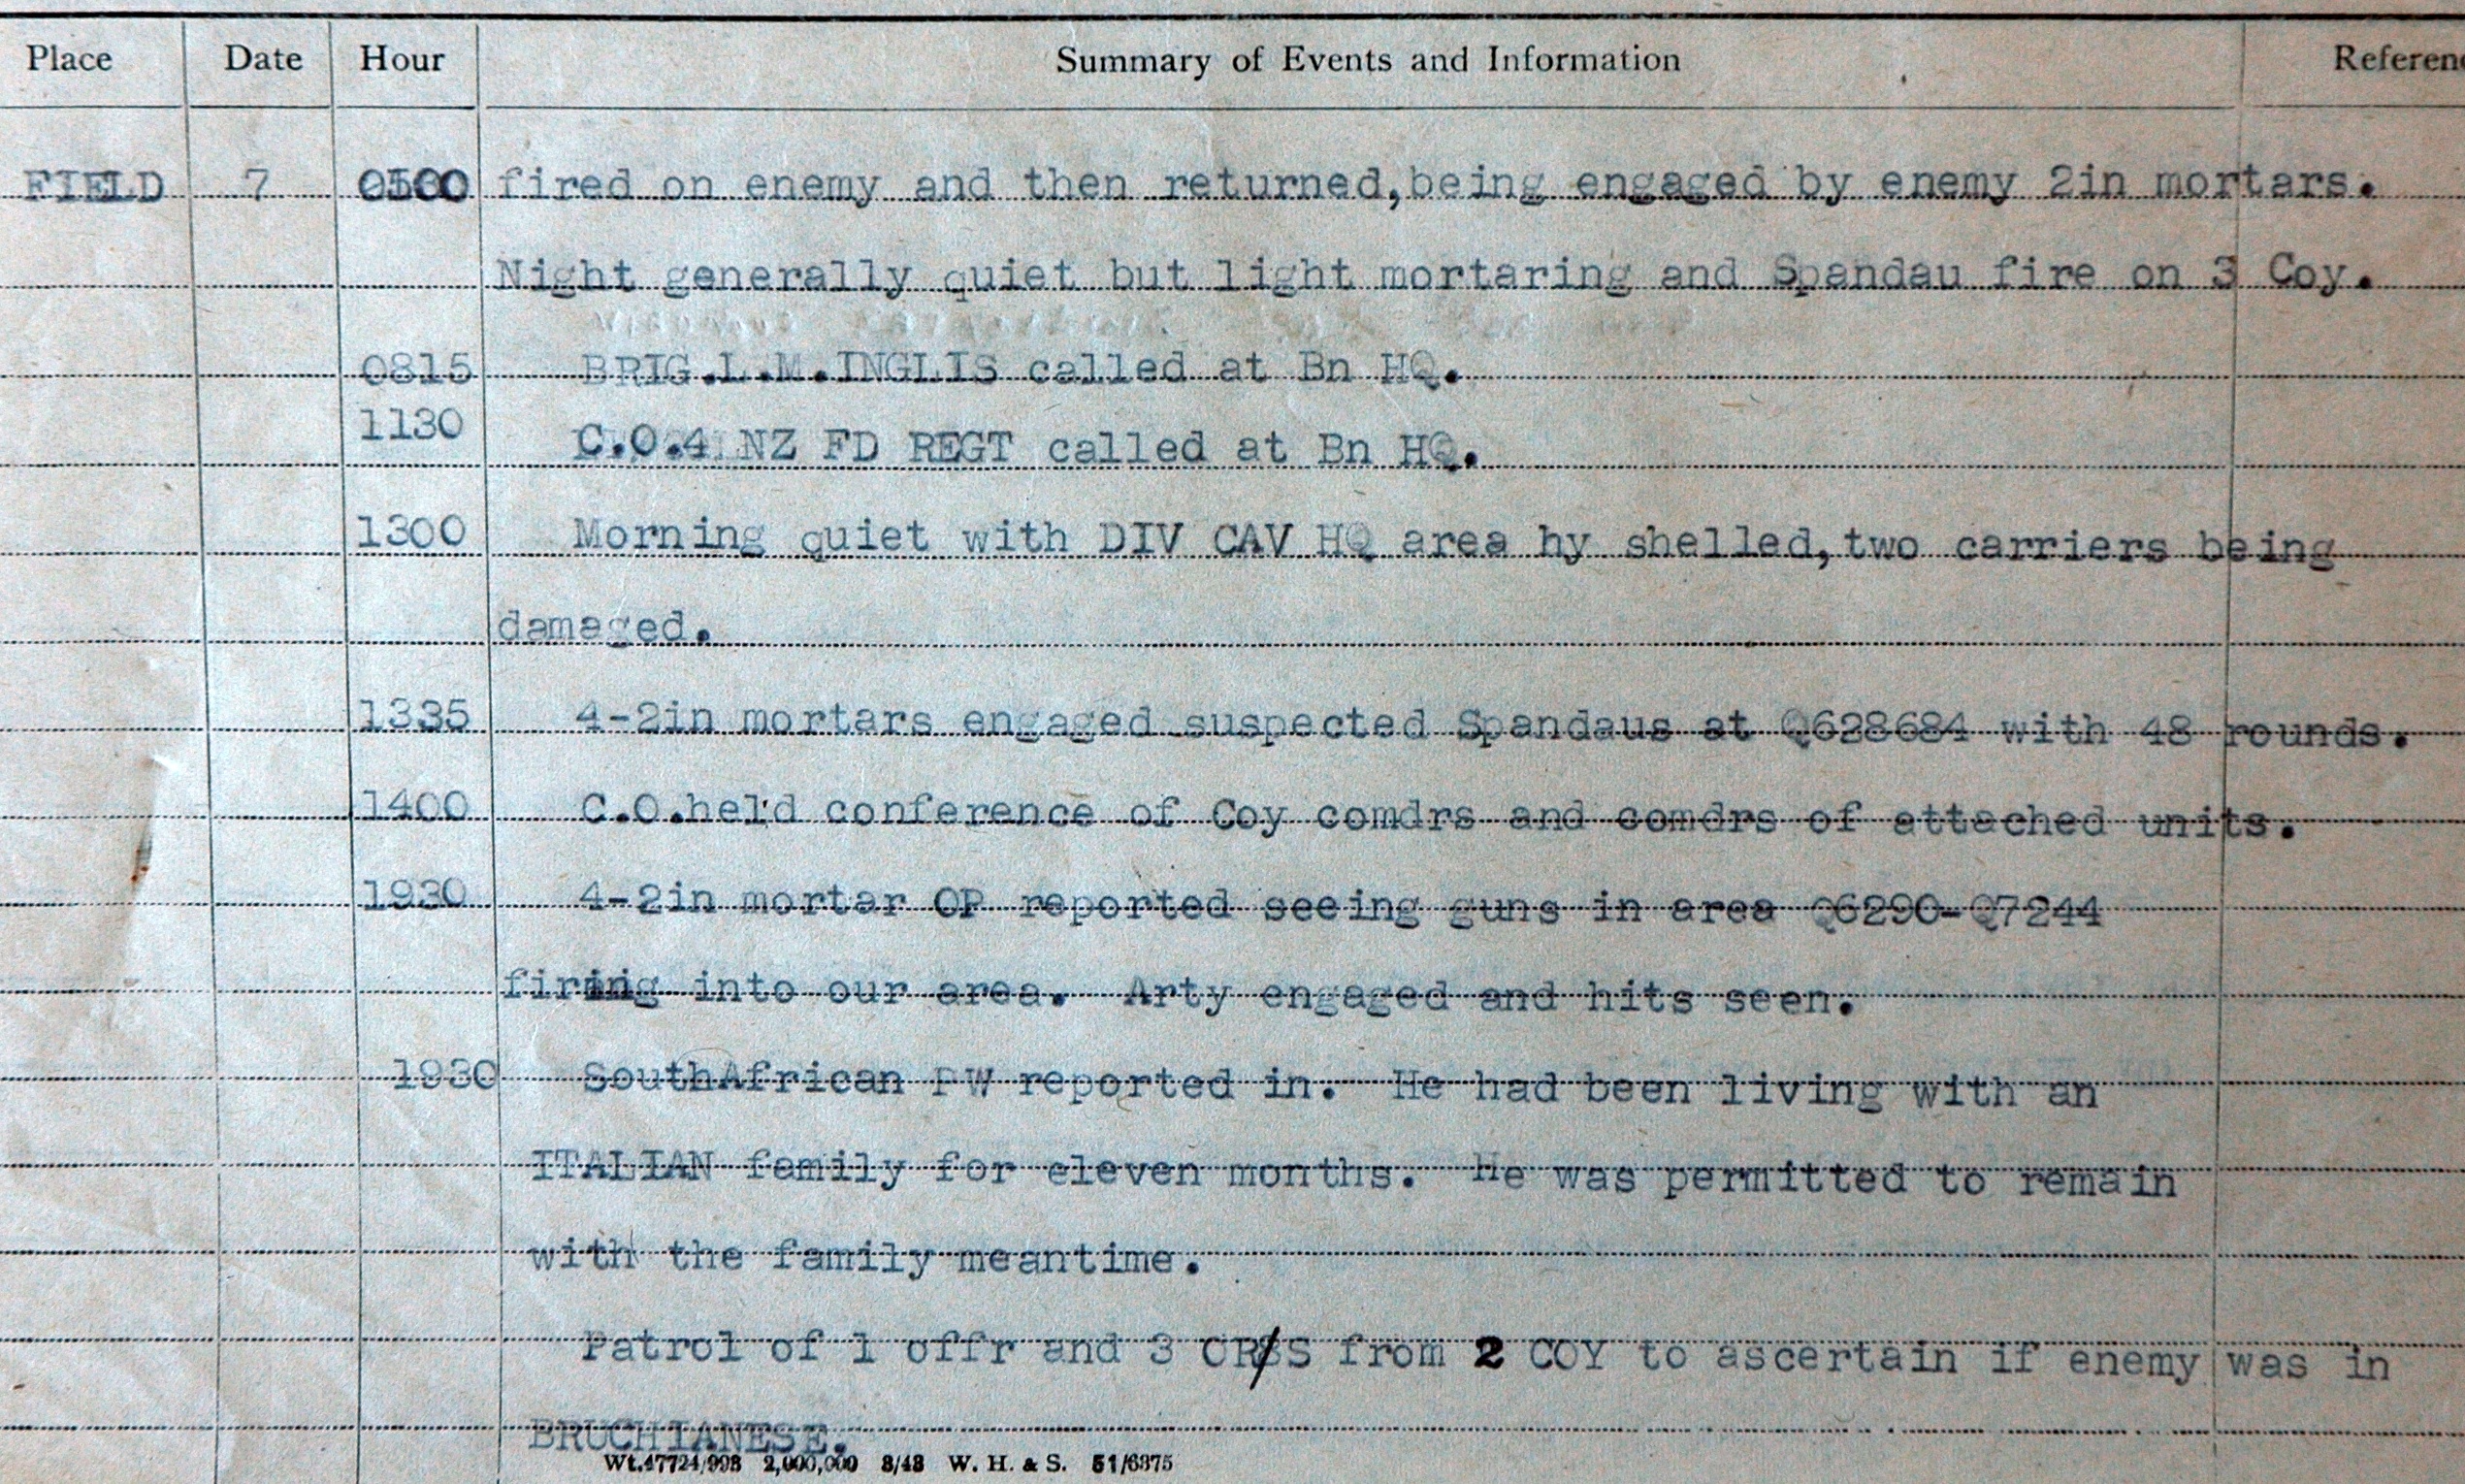 Place Date Hour Summary of Events and Information Referenc
FIELD 7 0500 fired on enemy and then returned,being engaged by enemy 2in mortars.
Night generally quiet but light mortaring and Spandau fire on 3 Coy.
0815 BRIG.L.M.INGLIS called at Bn HQ.
1130 C.O.4 NZ FD REGT called at Bn HQ.
1300 Morning quiet with DIV CAV HQ area hy shelled,two carriers being
damaged.
1335 4-2in mortars engaged suspected Spandaus at Q628684 with 48 rounds.
1400 C.O.held conference of Coy comdrs and comdrs of attached units.
1930 4-2in mortar OP reported seeing guns in area Q6290-Q7244
firing into our area. Arty engaged and hits seen.
1930 SouthAfrican PW reported in. He had been living with an
ITALIAN family for eleven months. He was permitted to remain
with the family meantime.
Patrol of 1 offr and 3 ORS from 2 COY to ascertain if enemy was in
BRUCHIANESE.
Wt.47724/993 2,000,000 3/43 W. H. & S. 51/6375